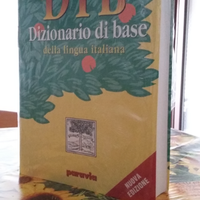 DIB
Dizionario di base
della lingua italiana
paravia
NUOVA
EDIZIONE